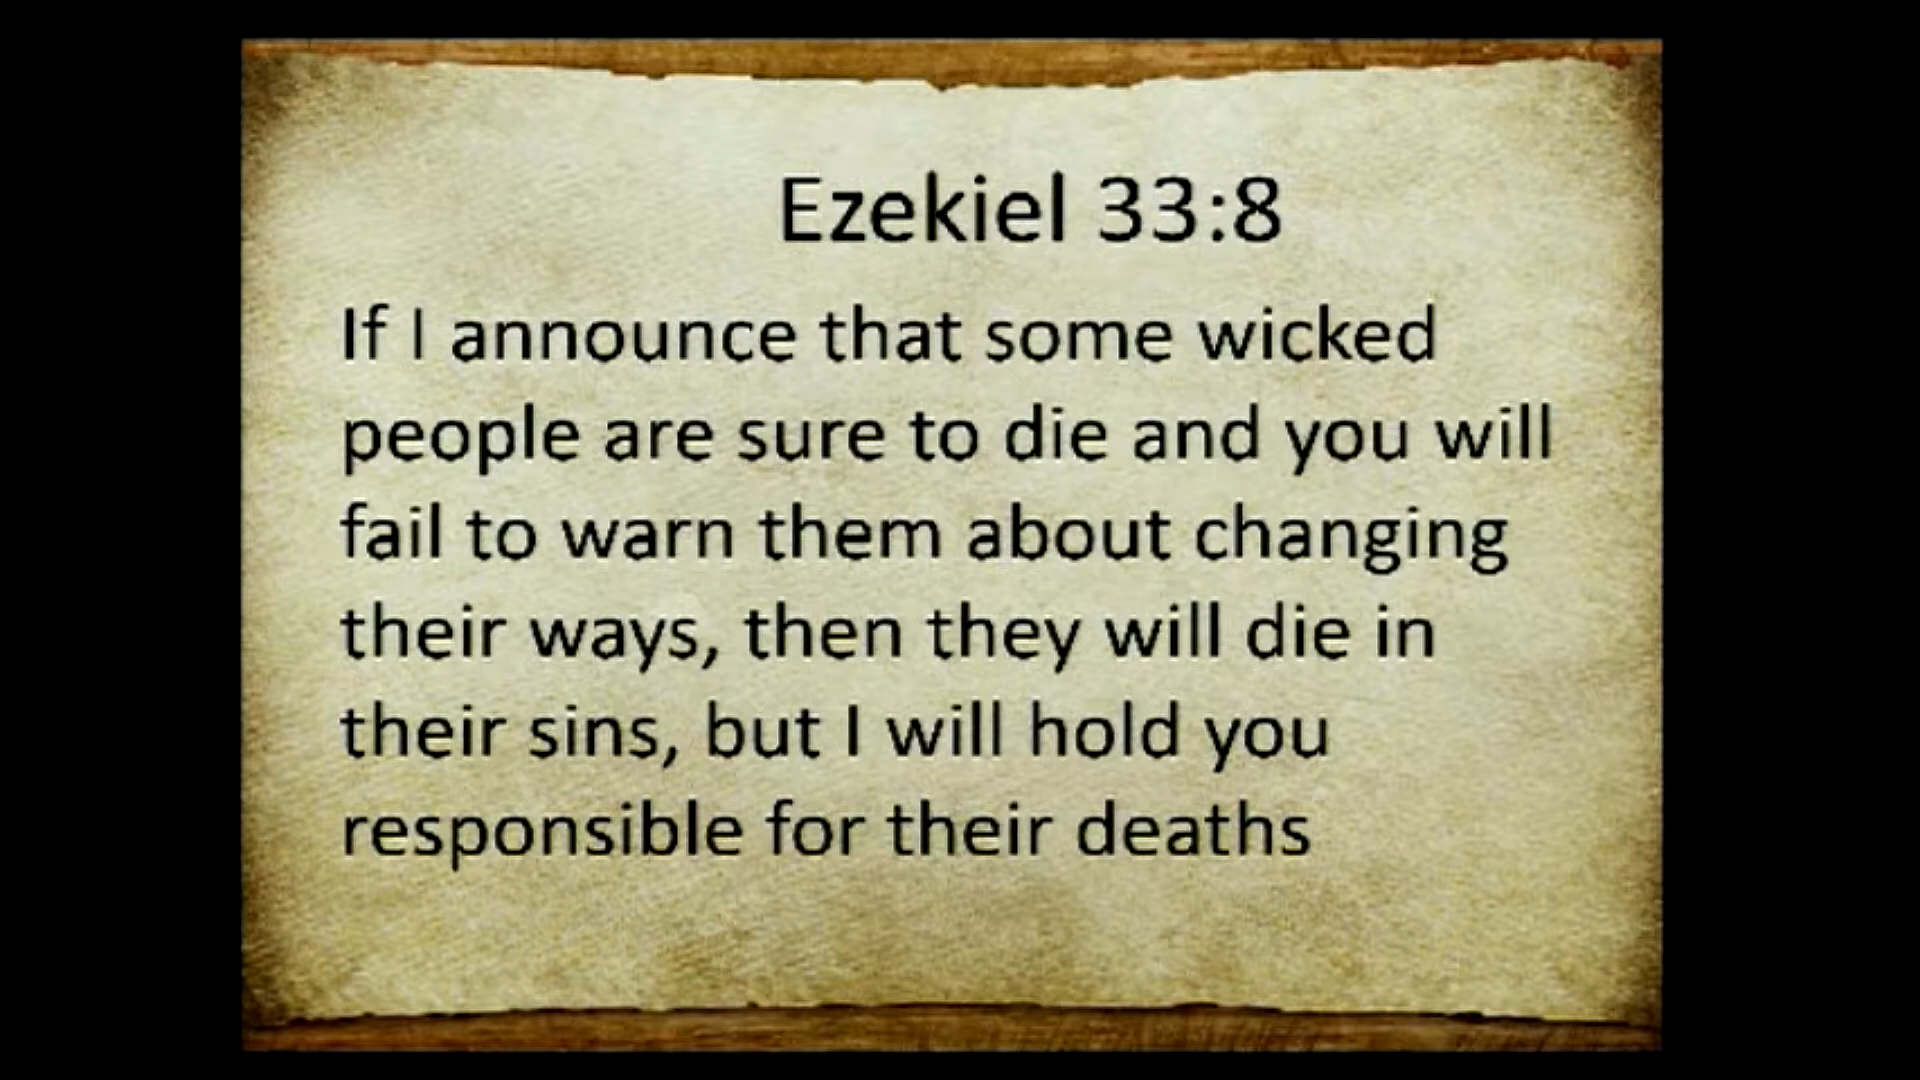 Ezekiel 33:8
If I announce that some wicked
people are sure to die and you will
fail to warn them about changing
their ways, then they will die in
their sins, but I will hold you
responsible for their deaths